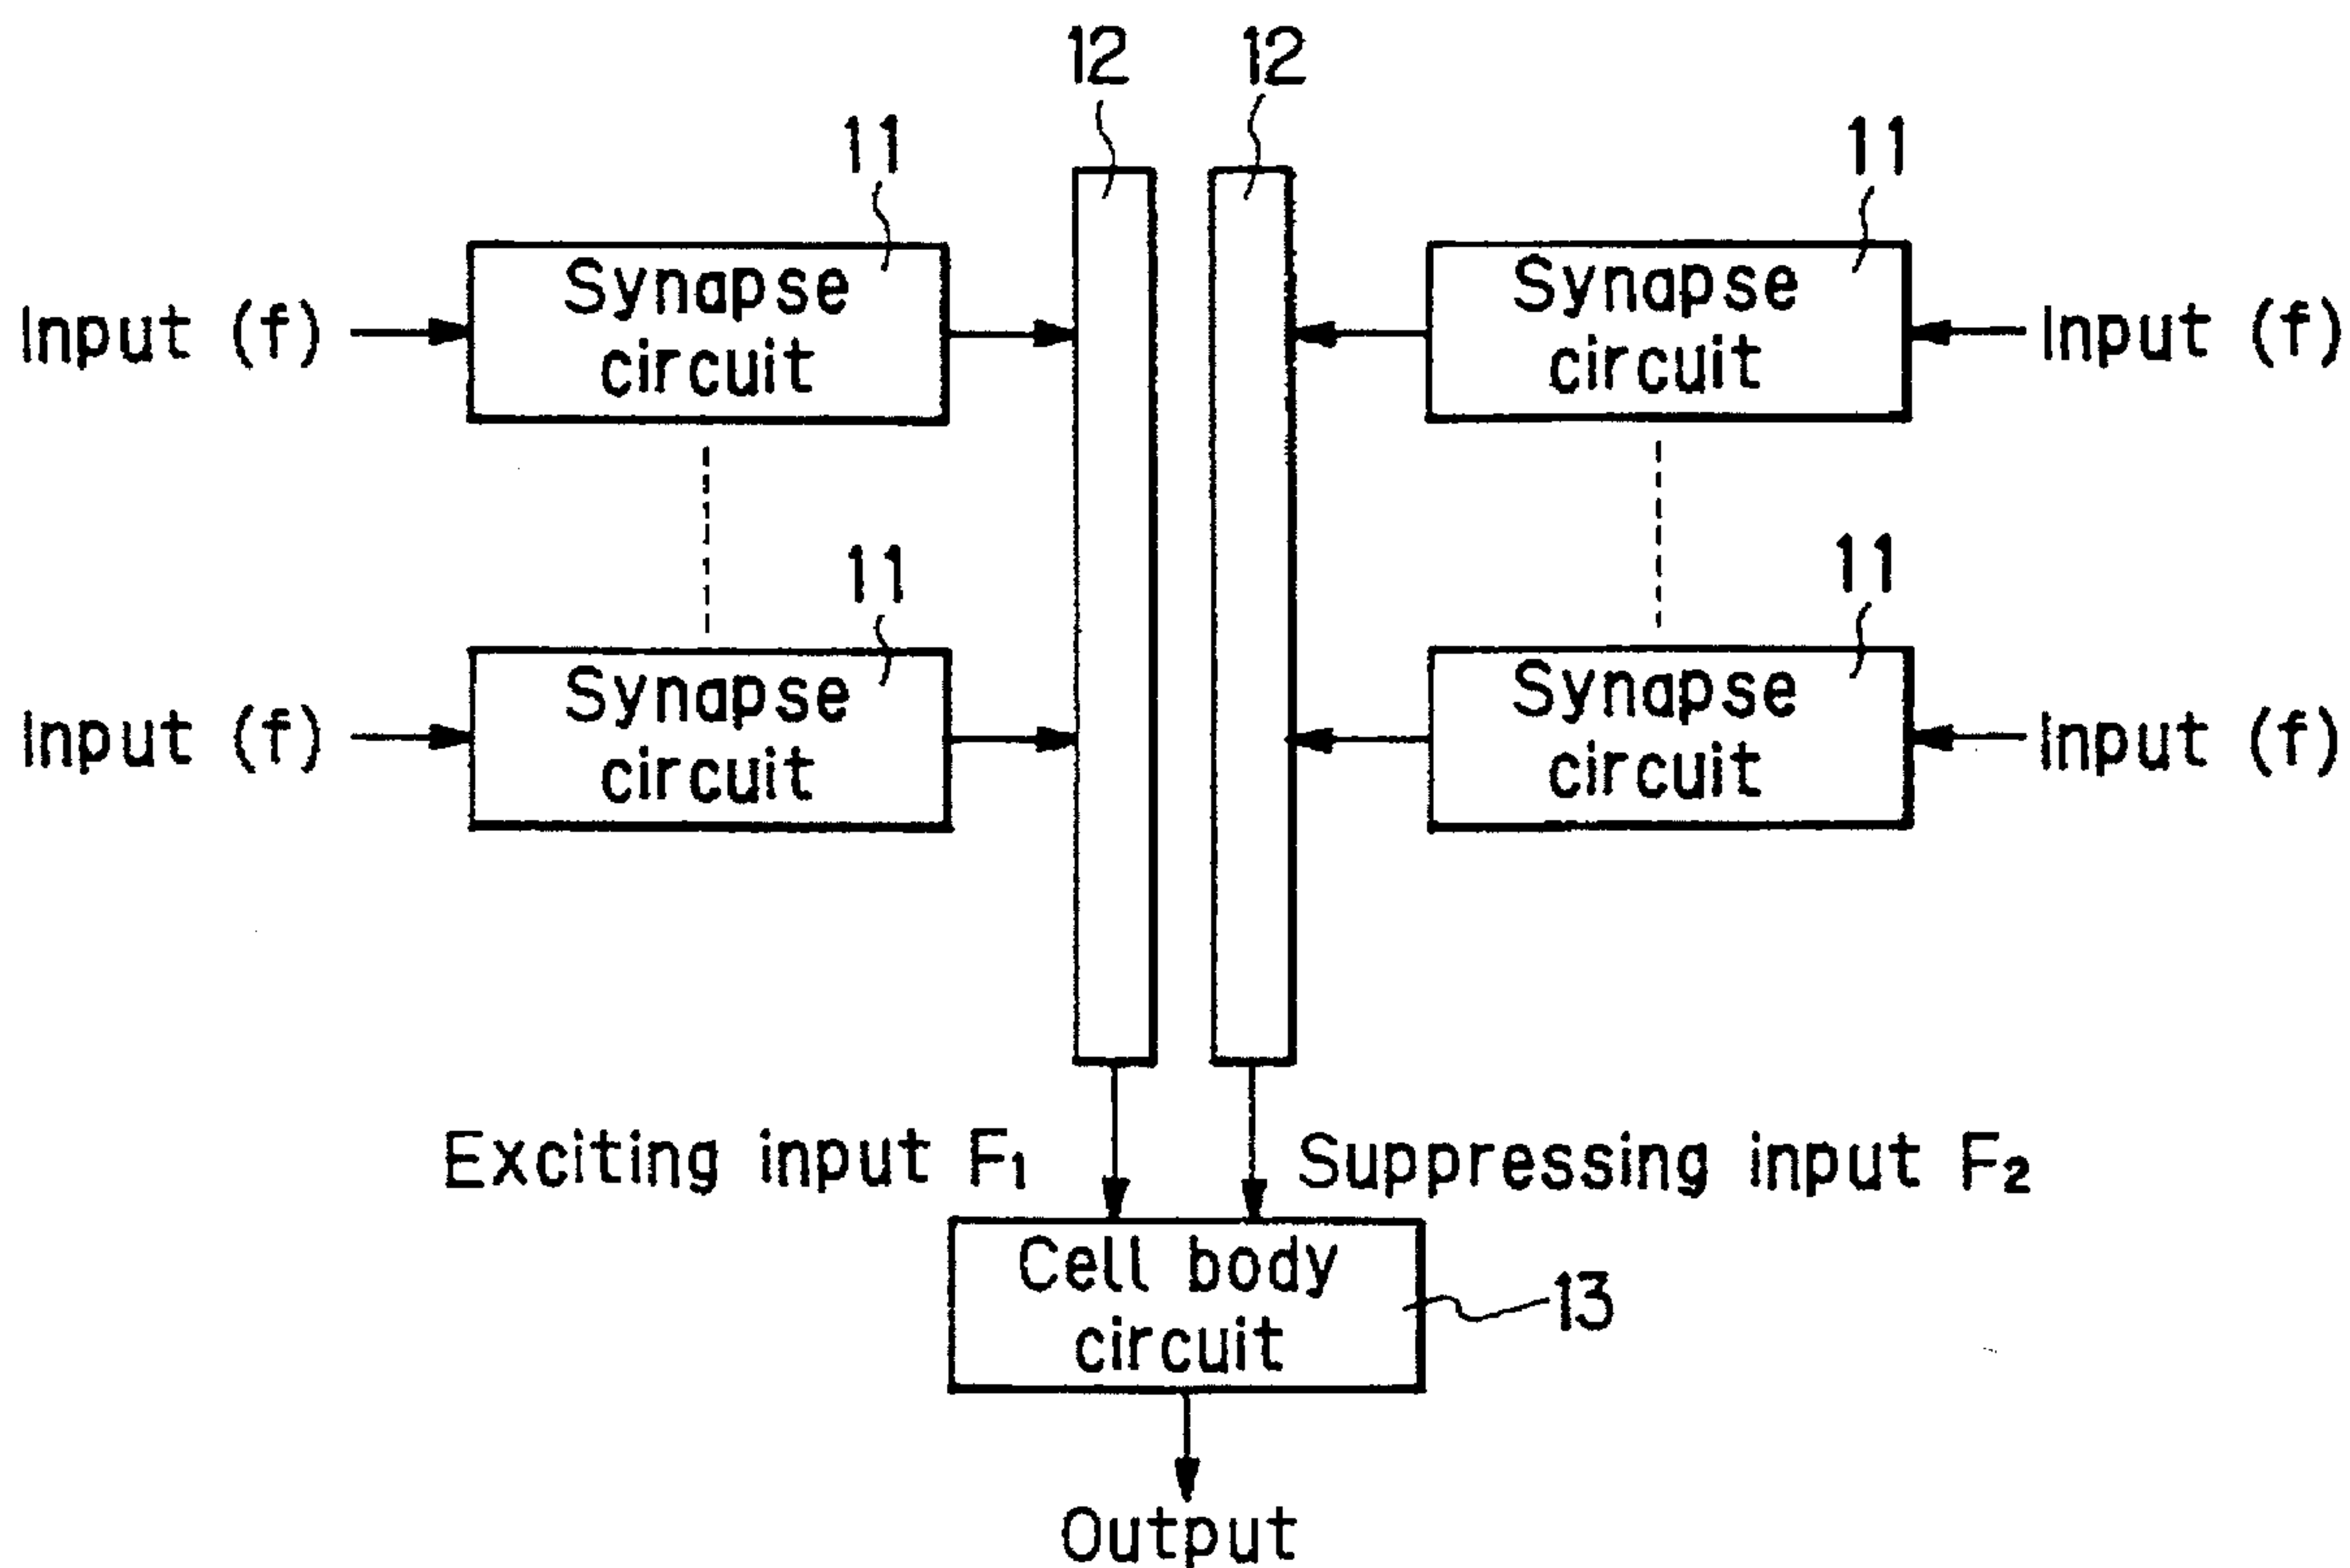 12
12
11
11
Synapse
circuit
Synapse
circuit
Input (f)
Input (f)
11
11
Synapse
circuit
Synapse
circuit
Input (f)
Input (f)
Exciting input F₁
Suppressing input F₂
Cell body
circuit
13
Output